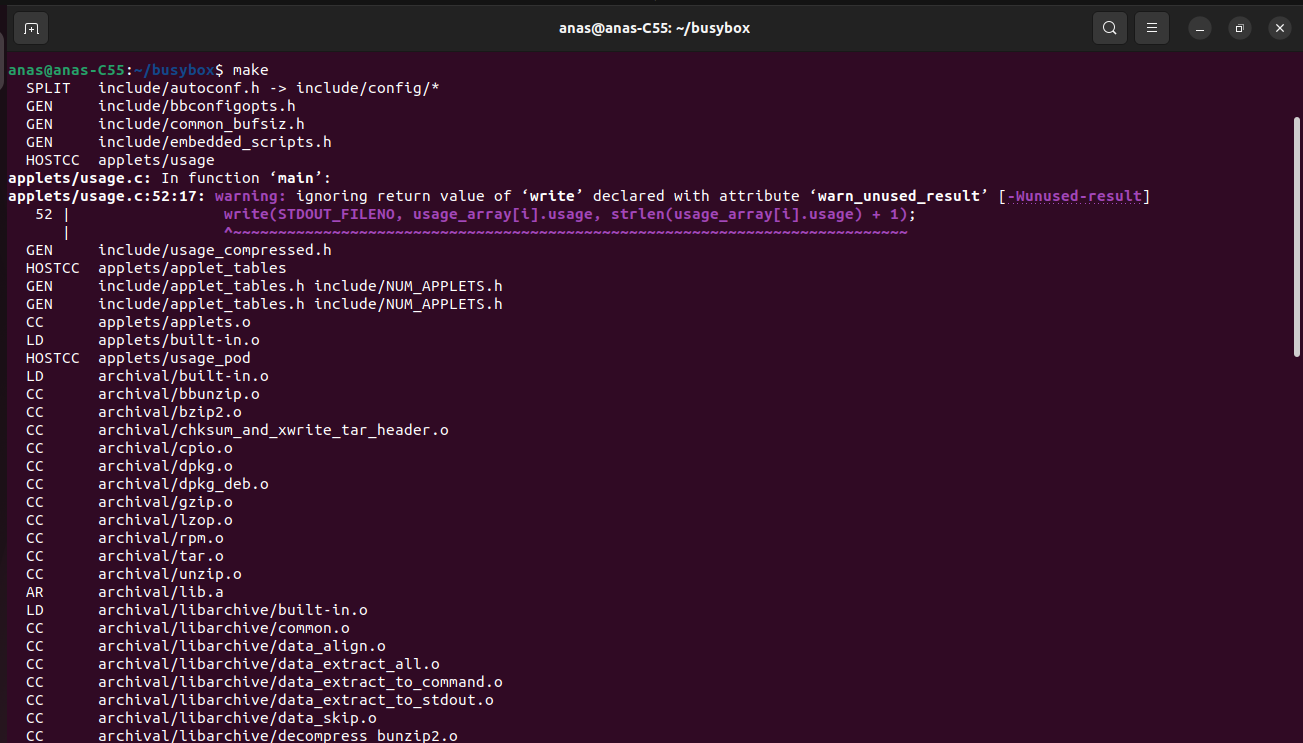 anas@anas-C55: ~/busybox
anas@anas-C55:~/busybox$ make
  SPLIT   include/autoconf.h -> include/config/*
  GEN     include/bbconfigopts.h
  GEN     include/common_bufsiz.h
  GEN     include/embedded_scripts.h
  HOSTCC  applets/usage
applets/usage.c: In function ‘main’:
applets/usage.c:52:17: warning: ignoring return value of ‘write’ declared with attribute ‘warn_unused_result’ [-Wunused-result]
   52 |                 write(STDOUT_FILENO, usage_array[i].usage, strlen(usage_array[i].usage) + 1);
      |                 ^~~~~~~~~~~~~~~~~~~~~~~~~~~~~~~~~~~~~~~~~~~~~~~~~~~~~~~~~~~~~~~~~~~~~~~~~~~~
  GEN     include/usage_compressed.h
  HOSTCC  applets/applet_tables
  GEN     include/applet_tables.h include/NUM_APPLETS.h
  GEN     include/applet_tables.h include/NUM_APPLETS.h
  CC      applets/applets.o
  LD      applets/built-in.o
  HOSTCC  applets/usage_pod
  LD      archival/built-in.o
  CC      archival/bbunzip.o
  CC      archival/bzip2.o
  CC      archival/chksum_and_xwrite_tar_header.o
  CC      archival/cpio.o
  CC      archival/dpkg.o
  CC      archival/dpkg_deb.o
  CC      archival/gzip.o
  CC      archival/lzop.o
  CC      archival/rpm.o
  CC      archival/tar.o
  CC      archival/unzip.o
  AR      archival/lib.a
  LD      archival/libarchive/built-in.o
  CC      archival/libarchive/common.o
  CC      archival/libarchive/data_align.o
  CC      archival/libarchive/data_extract_all.o
  CC      archival/libarchive/data_extract_to_command.o
  CC      archival/libarchive/data_extract_to_stdout.o
  CC      archival/libarchive/data_skip.o
  CC      archival/libarchive/decompress_bunzip2.o